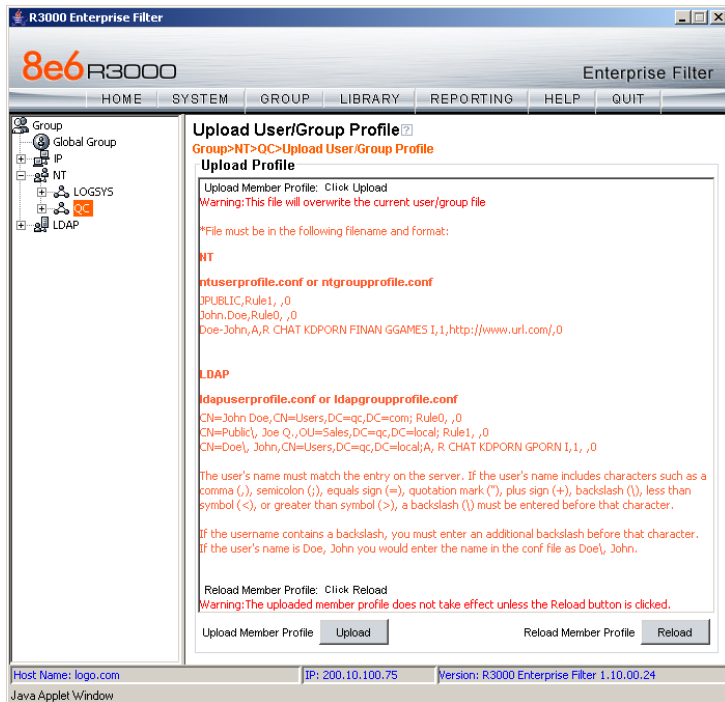 R3000 Enterprise Filter
8e6 R3000
Enterprise Filter
HOME SYSTEM GROUP LIBRARY REPORTING HELP QUIT
Group
Global Group
IP
NT
LOGSYS
QC
LDAP
Upload User/Group Profile?
Group>NT>QC>Upload User/Group Profile
Upload Profile
Upload Member Profile: Click Upload
Warning:This file will overwrite the current user/group file
*File must be in the following filename and format:
NT
ntuserprofile.conf or ntgroupprofile.conf
JPUBLIC,Rule1, ,0
John.Doe,Rule0, ,0
Doe-John,A,R CHAT KDPORN FINAN GGAMES I,1,http://www.url.com/,0
LDAP
ldapuserprofile.conf or ldapgroupprofile.conf
CN=John Doe,CN=Users,DC=qc,DC=com; Rule0, ,0
CN=Public\, Joe Q.,OU=Sales,DC=qc,DC=local; Rule1, ,0
CN=Doe\, John,CN=Users,DC=qc,DC=local;A, R CHAT KDPORN GPORN I,1, ,0
The user's name must match the entry on the server. If the user's name includes characters such as a
comma (,), semicolon (;), equals sign (=), quotation mark ("), plus sign (+), backslash (\), less than
symbol (<), or greater than symbol (>), a backslash (\) must be entered before that character.
If the username contains a backslash, you must enter an additional backslash before that character.
If the user's name is Doe, John you would enter the name in the conf file as Doe\, John.
Reload Member Profile: Click Reload
Warning:The uploaded member profile does not take effect unless the Reload button is clicked.
Upload Member Profile Upload Reload Member Profile Reload
Host Name: logo.com IP: 200.10.100.75 Version: R3000 Enterprise Filter 1.10.00.24
Java Applet Window